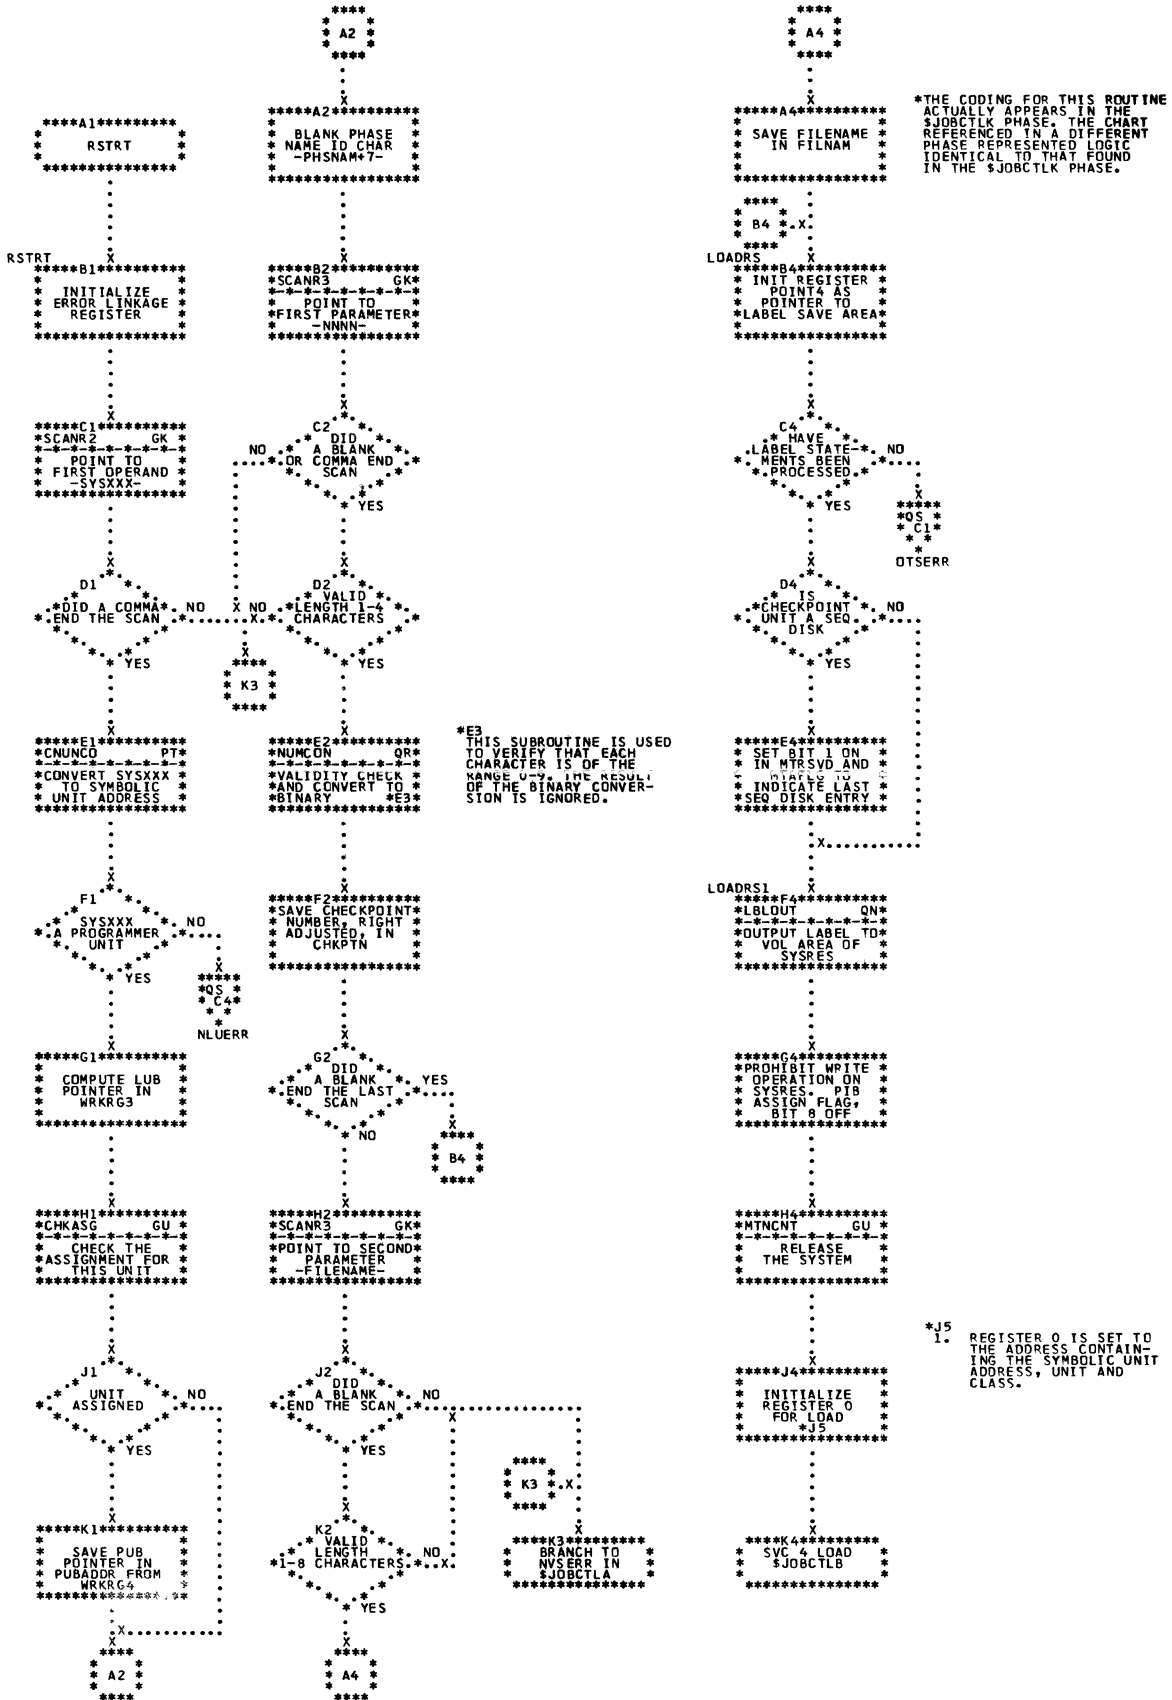 A2
A4
A1
RSTRT
A2
BLANK PHASE
NAME ID CHAR
-PHSNAM+7-
A4
SAVE FILENAME
IN FILNAM
*THE CODING FOR THIS ROUTINE
ACTUALLY APPEARS IN THE
$JOBCTLK PHASE. THE CHART
REFERENCED IN A DIFFERENT
PHASE REPRESENTED LOGIC
IDENTICAL TO THAT FOUND
IN THE $JOBCTLK PHASE.
B4
RSTRT
B1
INITIALIZE
ERROR LINKAGE
REGISTER
B2
SCANR3 GK
POINT TO
FIRST PARAMETER
-NNNN-
LOADRS
B4
INIT REGISTER
POINT4 AS
POINTER TO
LABEL SAVE AREA
C1
SCANR2 GK
POINT TO
FIRST OPERAND
-SYSXXX-
C2
DID
A BLANK
OR COMMA END
SCAN
NO
YES
C4
HAVE
LABEL STATE-
MENTS BEEN
PROCESSED
NO
YES
QS
C1
OTSERR
D1
DID A COMMA
END THE SCAN
NO
YES
D2
VALID
LENGTH 1-4
CHARACTERS
NO
YES
K3
D4
IS
CHECKPOINT
UNIT A SEQ
DISK
NO
YES
E1
CNUNCO PT
CONVERT SYSXXX
TO SYMBOLIC
UNIT ADDRESS
E2
NUMCON QR
VALIDITY CHECK
AND CONVERT TO
BINARY *E3
*E3
THIS SUBROUTINE IS USED
TO VERIFY THAT EACH
CHARACTER IS OF THE
RANGE 0-9. THE RESULT
OF THE BINARY CONVER-
SION IS IGNORED.
E4
SET BIT 1 ON
IN MTRSVD AND
MTAFLG TO
INDICATE LAST
SEQ DISK ENTRY
F1
SYSXXX
A PROGRAMMER
UNIT
NO
YES
QS
C4
NLUERR
F2
SAVE CHECKPOINT
NUMBER, RIGHT
ADJUSTED, IN
CHKPTN
LOADRS1
F4
LBLOUT QN
OUTPUT LABEL TO
VOL AREA OF
SYSRES
G1
COMPUTE LUB
POINTER IN
WRKRG3
G2
DID
A BLANK
END THE LAST
SCAN
YES
NO
B4
G4
PROHIBIT WRITE
OPERATION ON
SYSRES. PIB
ASSIGN FLAG,
BIT 8 OFF
H1
CHKASG GU
CHECK THE
ASSIGNMENT FOR
THIS UNIT
H2
SCANR3 GK
POINT TO SECOND
PARAMETER
-FILENAME-
H4
MTNCNT GU
RELEASE
THE SYSTEM
J1
UNIT
ASSIGNED
NO
YES
J2
DID
A BLANK
END THE SCAN
NO
YES
J4
INITIALIZE
REGISTER 0
FOR LOAD
*J5
*J5
1. REGISTER 0 IS SET TO
THE ADDRESS CONTAIN-
ING THE SYMBOLIC UNIT
ADDRESS, UNIT AND
CLASS.
K3
K1
SAVE PUB
POINTER IN
PUBADDR FROM
WRKRG4
K2
VALID
LENGTH
1-8 CHARACTERS
NO
YES
K3
BRANCH TO
NVSERR IN
$JOBCTLA
K4
SVC 4 LOAD
$JOBCTLB
A2
A4